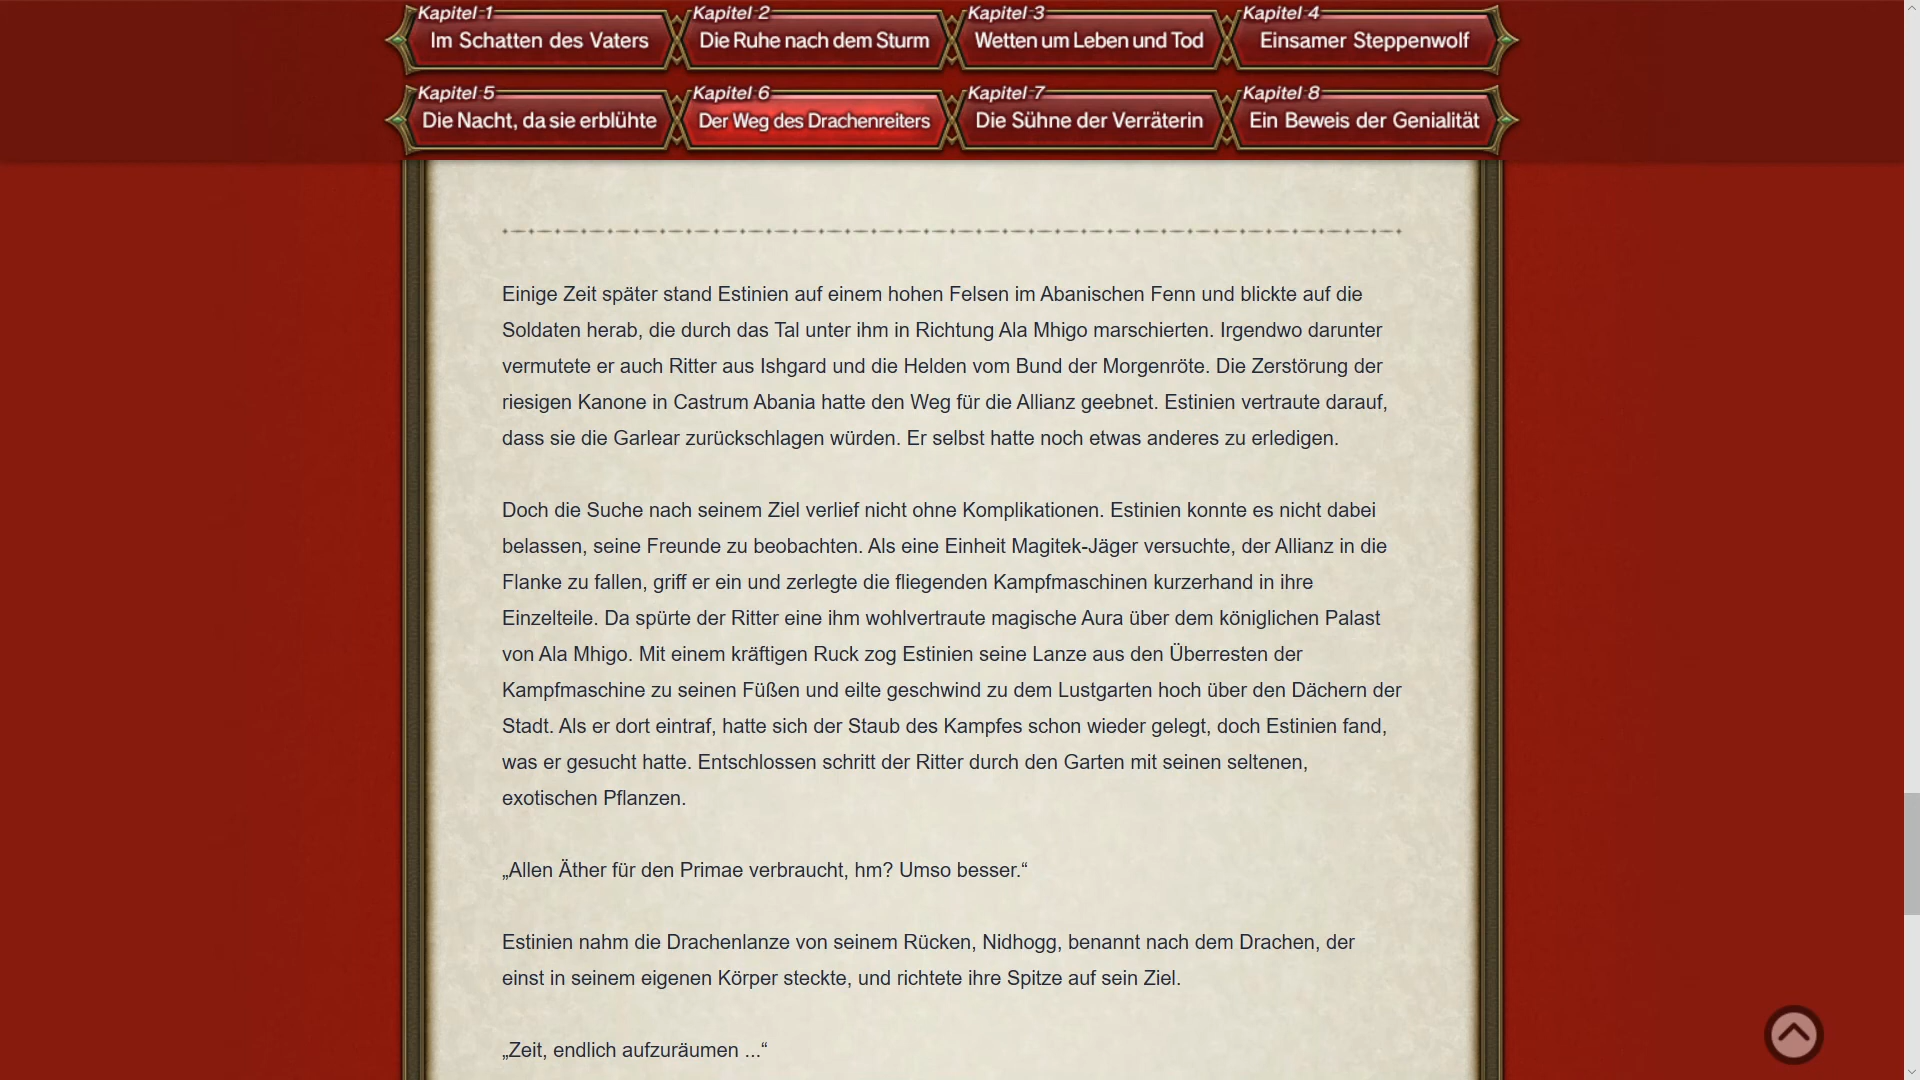 Kapitel 1
Im Schatten des Vaters
Kapitel 2
Die Ruhe nach dem Sturm
Kapitel 3
Wetten um Leben und Tod
Kapitel 4
Einsamer Steppenwolf
Kapitel 5
Die Nacht, da sie erblühte
Kapitel 6
Der Weg des Drachenreiters
Kapitel 7
Die Sühne der Verräterin
Kapitel 8
Ein Beweis der Genialität
Einige Zeit später stand Estinien auf einem hohen Felsen im Abanischen Fenn und blickte auf die
Soldaten herab, die durch das Tal unter ihm in Richtung Ala Mhigo marschierten. Irgendwo darunter
vermutete er auch Ritter aus Ishgard und die Helden vom Bund der Morgenröte. Die Zerstörung der
riesigen Kanone in Castrum Abania hatte den Weg für die Allianz geebnet. Estinien vertraute darauf,
dass sie die Garlear zurückschlagen würden. Er selbst hatte noch etwas anderes zu erledigen.
Doch die Suche nach seinem Ziel verlief nicht ohne Komplikationen. Estinien konnte es nicht dabei
belassen, seine Freunde zu beobachten. Als eine Einheit Magitek-Jäger versuchte, der Allianz in die
Flanke zu fallen, griff er ein und zerlegte die fliegenden Kampfmaschinen kurzerhand in ihre
Einzelteile. Da spürte der Ritter eine ihm wohlvertraute magische Aura über dem königlichen Palast
von Ala Mhigo. Mit einem kräftigen Ruck zog Estinien seine Lanze aus den Überresten der
Kampfmaschine zu seinen Füßen und eilte geschwind zu dem Lustgarten hoch über den Dächern der
Stadt. Als er dort eintraf, hatte sich der Staub des Kampfes schon wieder gelegt, doch Estinien fand,
was er gesucht hatte. Entschlossen schritt der Ritter durch den Garten mit seinen seltenen,
exotischen Pflanzen.
„Allen Äther für den Primae verbraucht, hm? Umso besser.“
Estinien nahm die Drachenlanze von seinem Rücken, Nidhogg, benannt nach dem Drachen, der
einst in seinem eigenen Körper steckte, und richtete ihre Spitze auf sein Ziel.
„Zeit, endlich aufzuräumen ...“